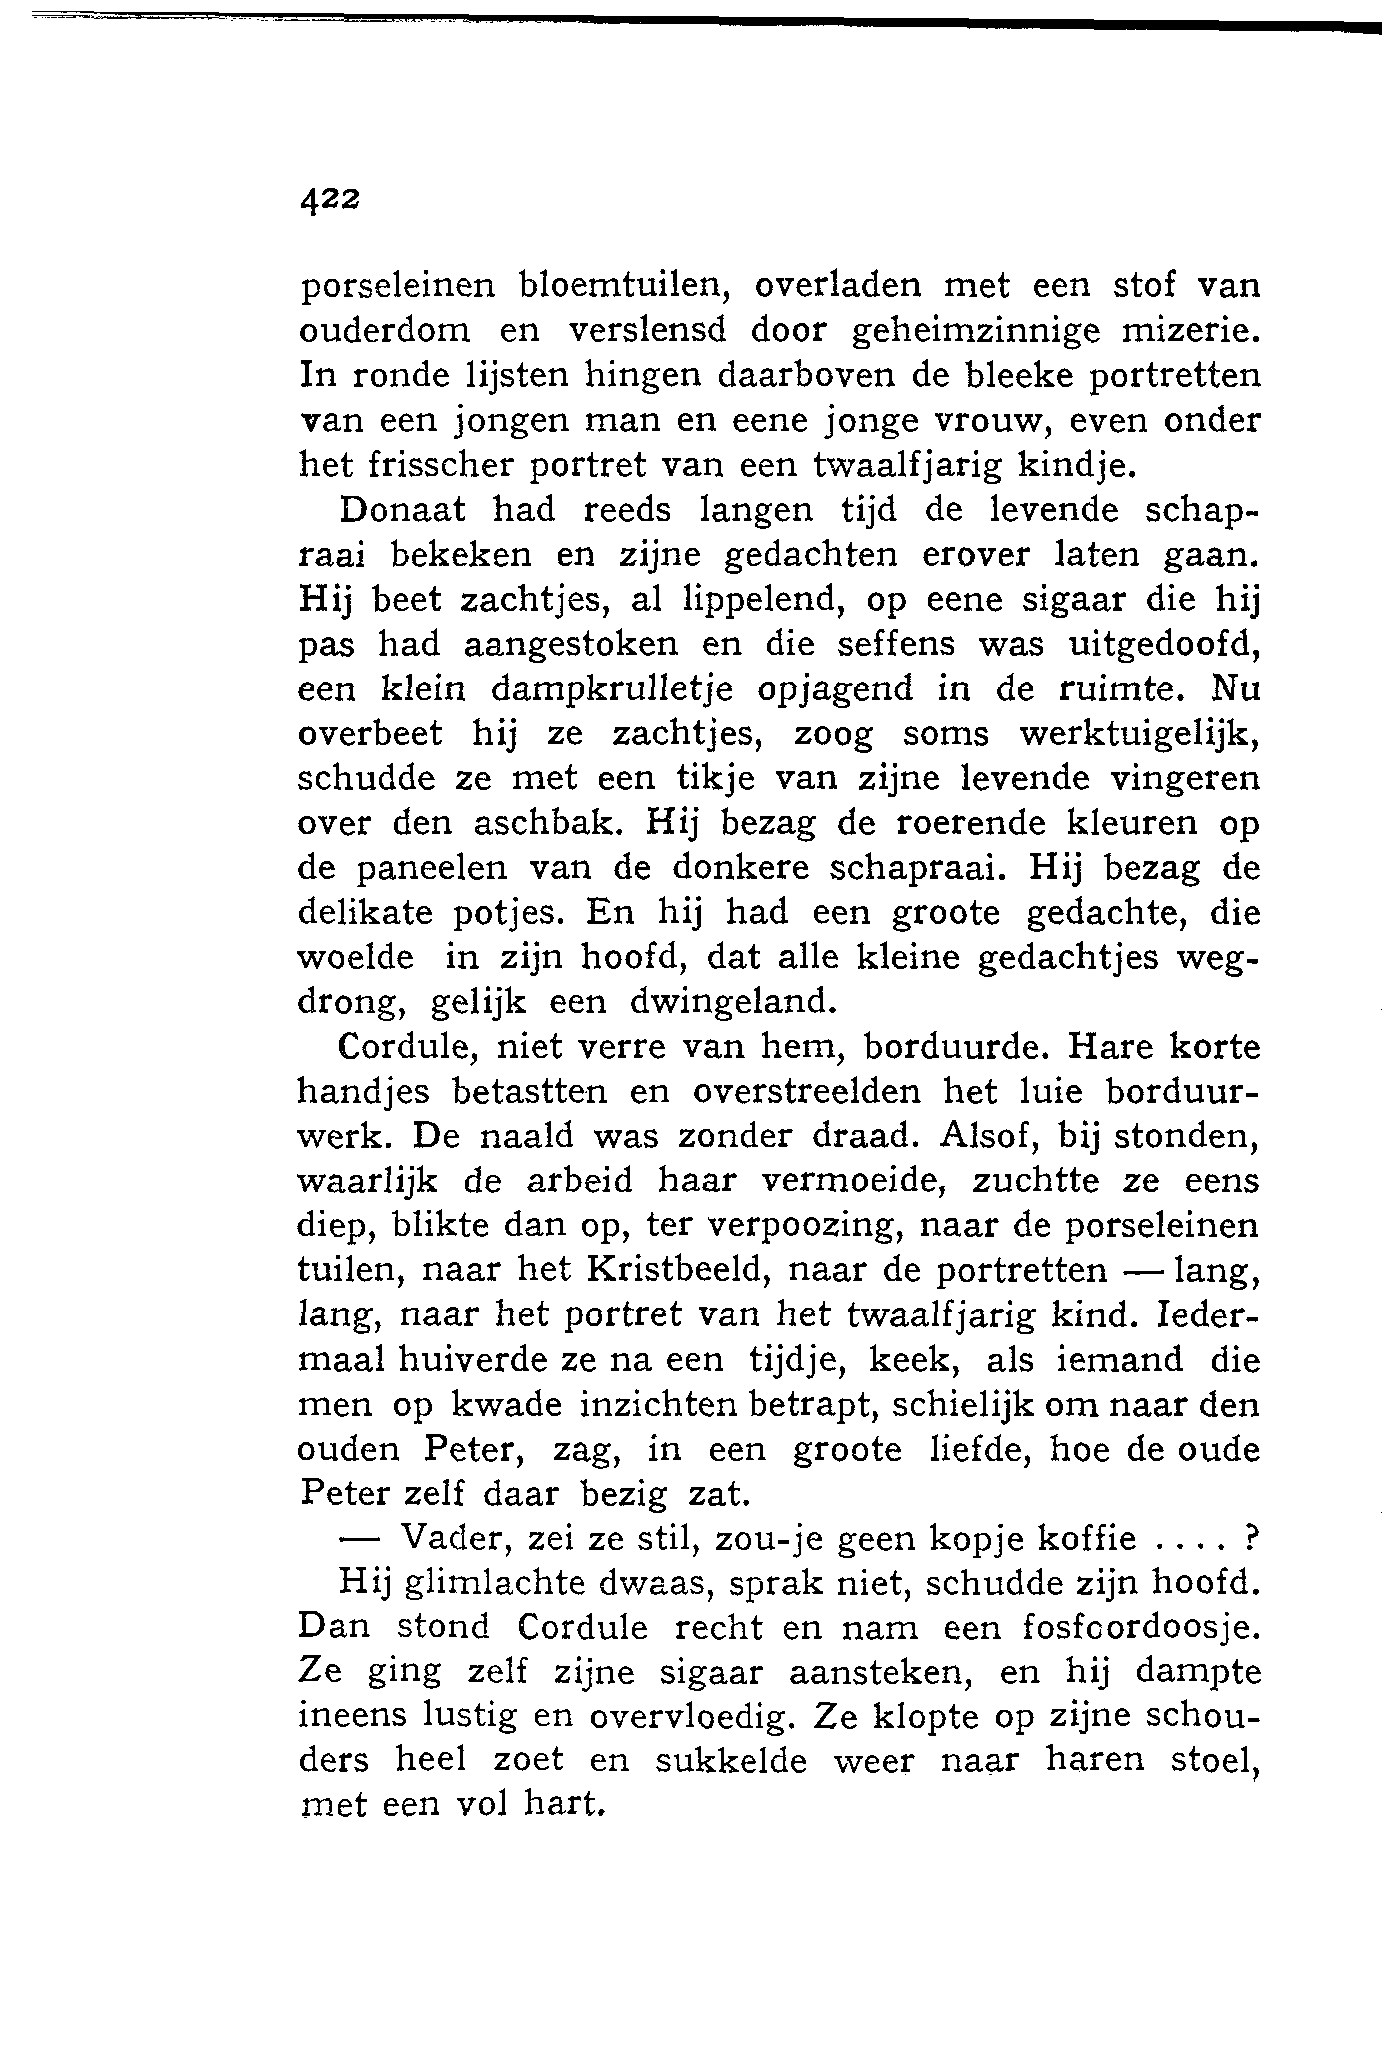 422
porseleinen bloemtuilen, overladen met een stof van
ouderdom en verslensd door geheimzinnige mizerie.
In ronde lijsten hingen daarboven de bleeke portretten
van een jongen man en eene jonge vrouw, even onder
het frisscher portret van een twaalfjarig kindje.
Donaat had reeds langen tijd de levende schap-
raai bekeken en zijne gedachten erover laten gaan.
Hij beet zachtjes, al lippelend, op eene sigaar die hij
pas had aangestoken en die seffens was uitgedoofd,
een klein dampkrulletje opjagend in de ruimte. Nu
overbeet hij ze zachtjes, zoog soms werktuigelijk,
schudde ze met een tikje van zijne levende vingeren
over den aschbak. Hij bezag de roerende kleuren op
de paneelen van de donkere schapraai. Hij bezag de
delikate potjes. En hij had een groote gedachte, die
woelde in zijn hoofd, dat alle kleine gedachtjes weg-
drong, gelijk een dwingeland.
Cordule, niet verre van hem, borduurde. Hare korte
handjes betastten en overstreelden het luie borduur-
werk. De naald was zonder draad. Alsof, bij stonden,
waarlijk de arbeid haar vermoeide, zuchtte ze eens
diep, blikte dan op, ter verpoozing, naar de porseleinen
tuilen, naar het Kristbeeld, naar de portretten — lang,
lang, naar het portret van het twaalfjarig kind. Ieder-
maal huiverde ze na een tijdje, keek, als iemand die
men op kwade inzichten betrapt, schielijk om naar den
ouden Peter, zag, in een groote liefde, hoe de oude
Peter zelf daar bezig zat.
— Vader, zei ze stil, zou-je geen kopje koffie .... ?
Hij glimlachte dwaas, sprak niet, schudde zijn hoofd.
Dan stond Cordule recht en nam een fosfoordoosje.
Ze ging zelf zijne sigaar aansteken, en hij dampte
ineens lustig en overvloedig. Ze klopte op zijne schou-
ders heel zoet en sukkelde weer naar haren stoel,
met een vol hart.